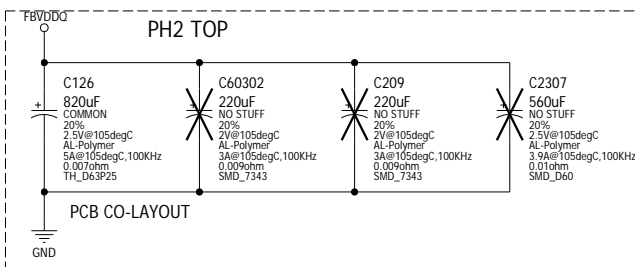 FBVDDQ
PH2 TOP
C126
820uF
COMMON
20%
2.5V@105degC
AL-Polymer
5A@105degC,100KHz
0.007ohm
TH_D63P25
+
C60302
220uF
NO STUFF
20%
2V@105degC
AL-Polymer
3A@105degC,100KHz
0.009ohm
SMD_7343
+
C209
220uF
NO STUFF
20%
2V@105degC
AL-Polymer
3A@105degC,100KHz
0.009ohm
SMD_7343
+
C2307
560uF
NO STUFF
20%
2.5V@105degC
AL-Polymer
3.9A@105degC,100KHz
0.01ohm
SMD_D60
+
PCB CO-LAYOUT
GND